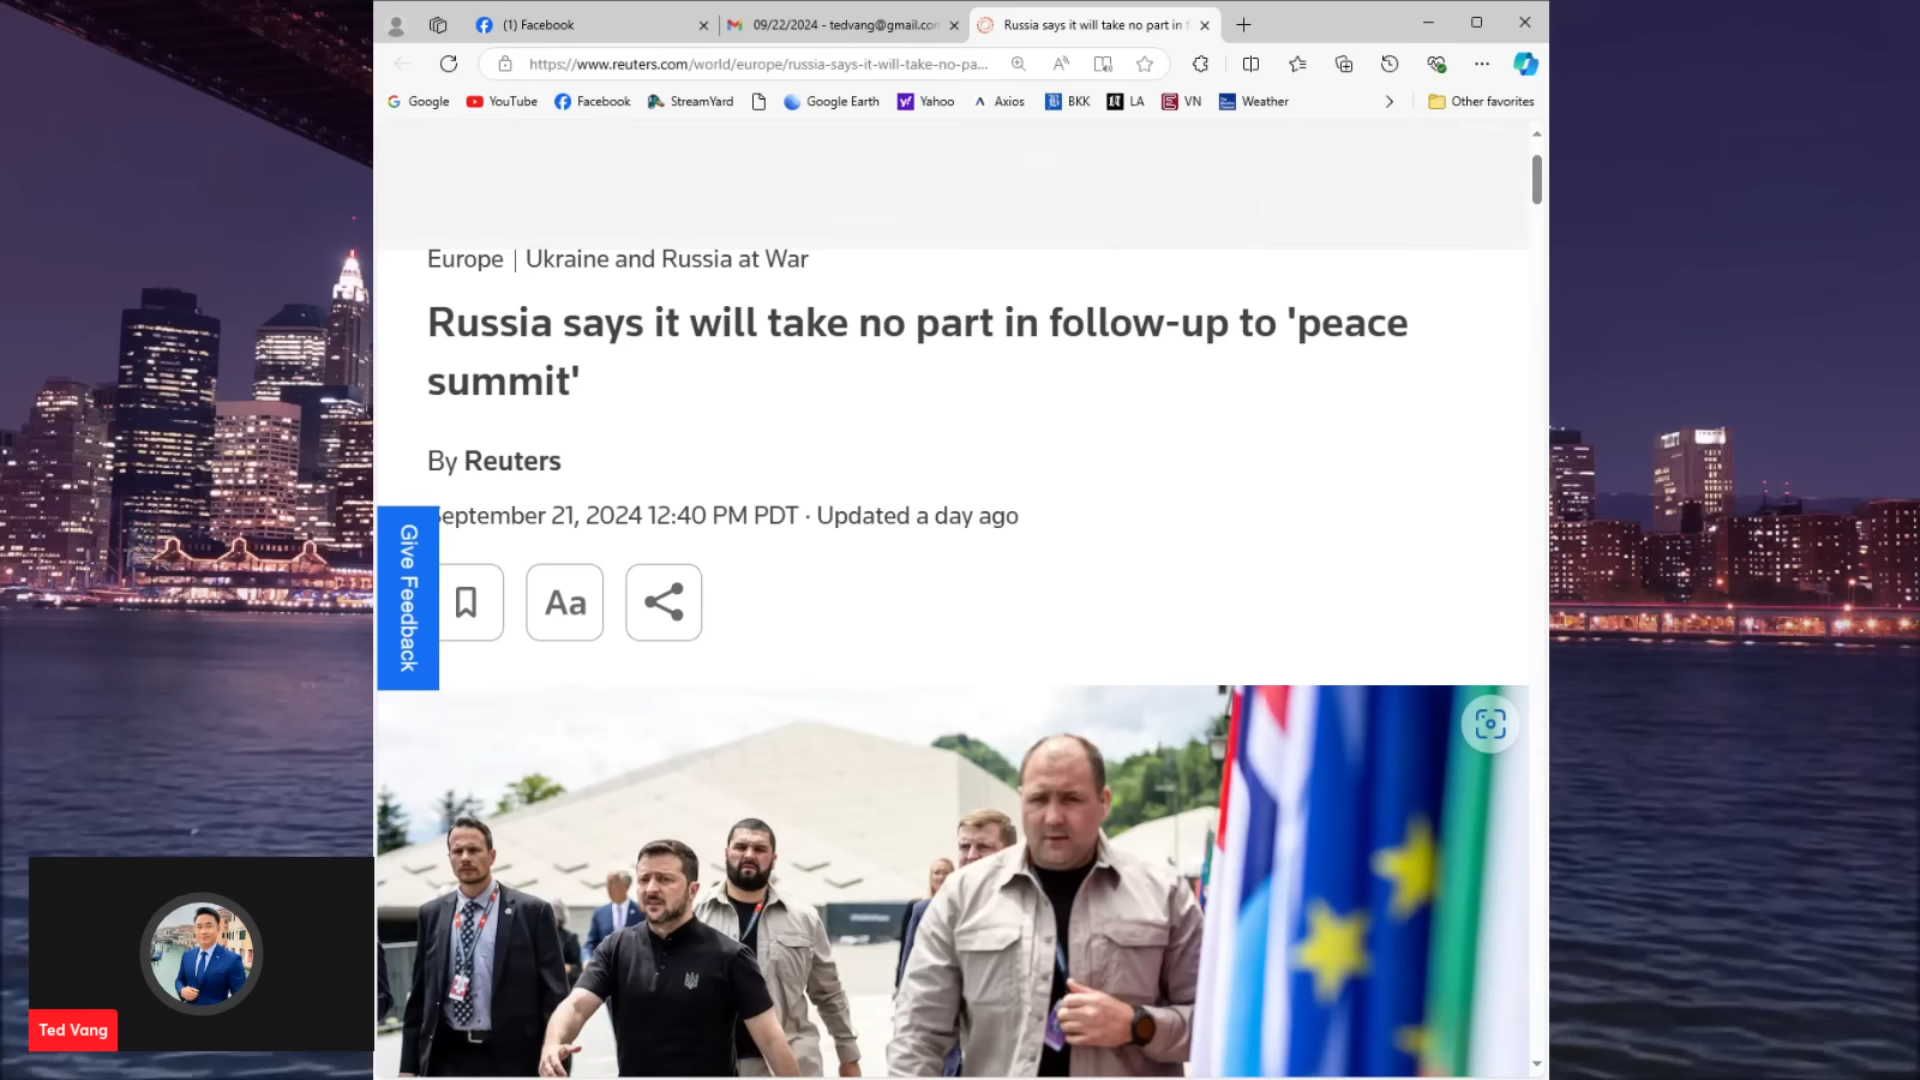 (1) Facebook
09/22/2024 - tedvang@gmail.con
Russia says it will take no part in f
https://www.reuters.com/world/europe/russia-says-it-will-take-no-pa...
Google
YouTube
Facebook
StreamYard
Google Earth
Yahoo
Axios
BKK
LA
VN
Weather
Other favorites
Europe | Ukraine and Russia at War
Russia says it will take no part in follow-up to 'peace
summit'
By Reuters
eptember 21, 2024 12:40 PM PDT · Updated a day ago
Give Feedback
Aa
Ted Vang